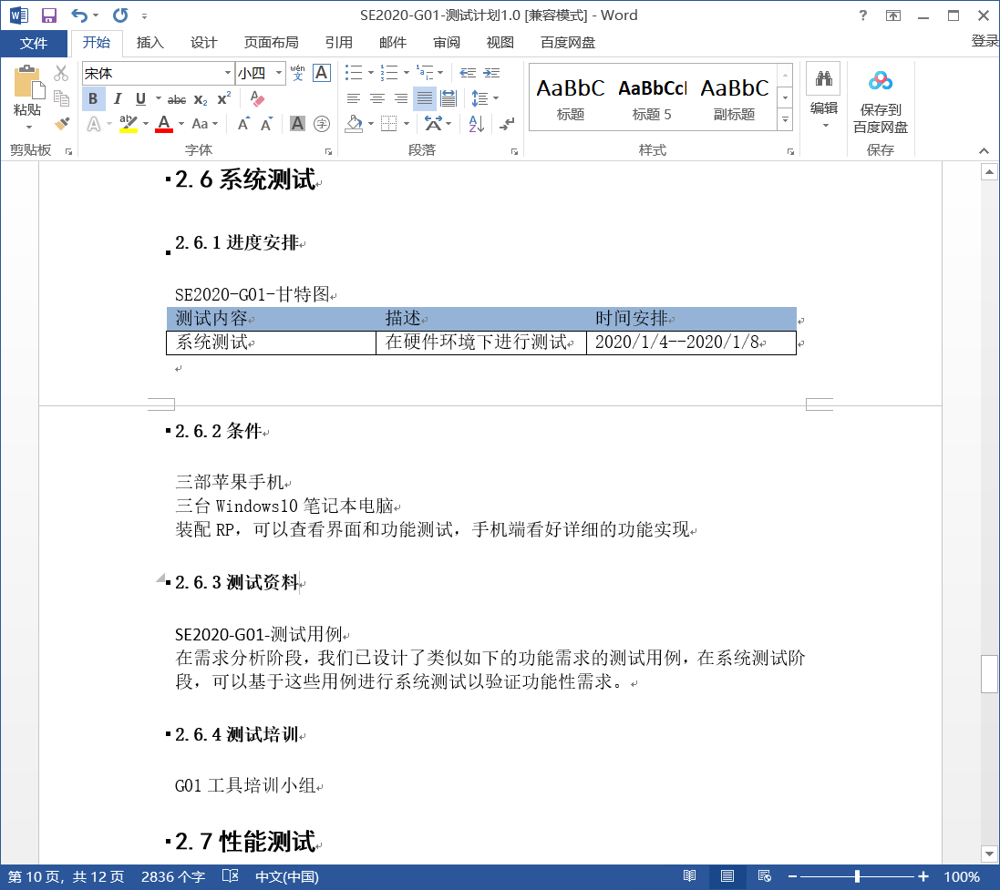 SE2020-G01-测试计划1.0 [兼容模式] - Word
文件 开始 插入 设计 页面布局 引用 邮件 审阅 视图 百度网盘 登录
宋体 小四 wén 文 A AaBbC AaBbCcI AaBbC
粘贴 B I U abc x₂ x² 标题 标题 5 副标题 编辑 保存到
A ab A Aa A A A 字 A Z 百度网盘
剪贴板 字体 段落 样式 保存
2.6 系统测试
2.6.1 进度安排
SE2020-G01-甘特图
测试内容 描述 时间安排
系统测试 在硬件环境下进行测试 2020/1/4--2020/1/8
2.6.2 条件
三部苹果手机
三台 Windows10 笔记本电脑
装配 RP，可以查看界面和功能测试，手机端看好详细的功能实现
2.6.3 测试资料
SE2020-G01-测试用例
在需求分析阶段，我们已设计了类似如下的功能需求的测试用例，在系统测试阶
段，可以基于这些用例进行系统测试以验证功能性需求。
2.6.4 测试培训
G01 工具培训小组
2.7 性能测试
第 10 页，共 12 页 2836 个字 中文(中国) 100%